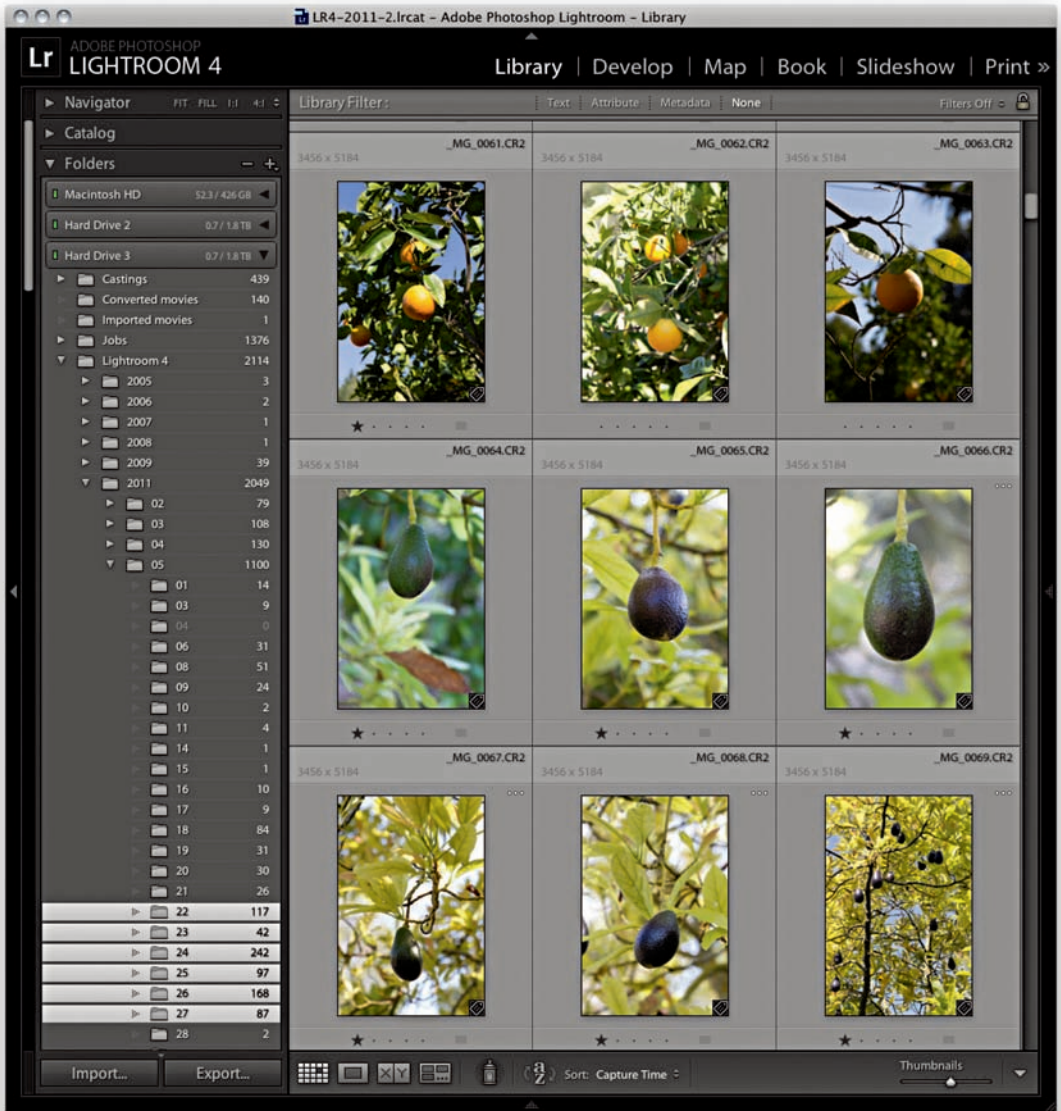 LR4-2011-2.lrcat – Adobe Photoshop Lightroom – Library
Lr
ADOBE PHOTOSHOP
LIGHTROOM 4
Library | Develop | Map | Book | Slideshow | Print »
Navigator FIT FILL 1:1 4:1
Catalog
Folders − +
Macintosh HD 52.3 / 426 GB
Hard Drive 2 0.7 / 1.8 TB
Hard Drive 3 0.7 / 1.8 TB
Castings 439
Converted movies 140
Imported movies 1
Jobs 1376
Lightroom 4 2114
2005 3
2006 2
2007 1
2008 1
2009 39
2011 2049
02 79
03 108
04 130
05 1100
01 14
03 9
04 0
06 31
08 51
09 24
10 2
11 4
14 1
15 1
16 10
17 9
18 84
19 31
20 30
21 26
22 117
23 42
24 242
25 97
26 168
27 87
28 2
Import... Export...
Library Filter : Text Attribute Metadata None Filters Off
_MG_0061.CR2 _MG_0062.CR2 _MG_0063.CR2
3456 x 5184 3456 x 5184 3456 x 5184
_MG_0064.CR2 _MG_0065.CR2 _MG_0066.CR2
3456 x 5184 3456 x 5184 3456 x 5184
_MG_0067.CR2 _MG_0068.CR2 _MG_0069.CR2
3456 x 5184 3456 x 5184 3456 x 5184
X Y a z Sort: Capture Time Thumbnails